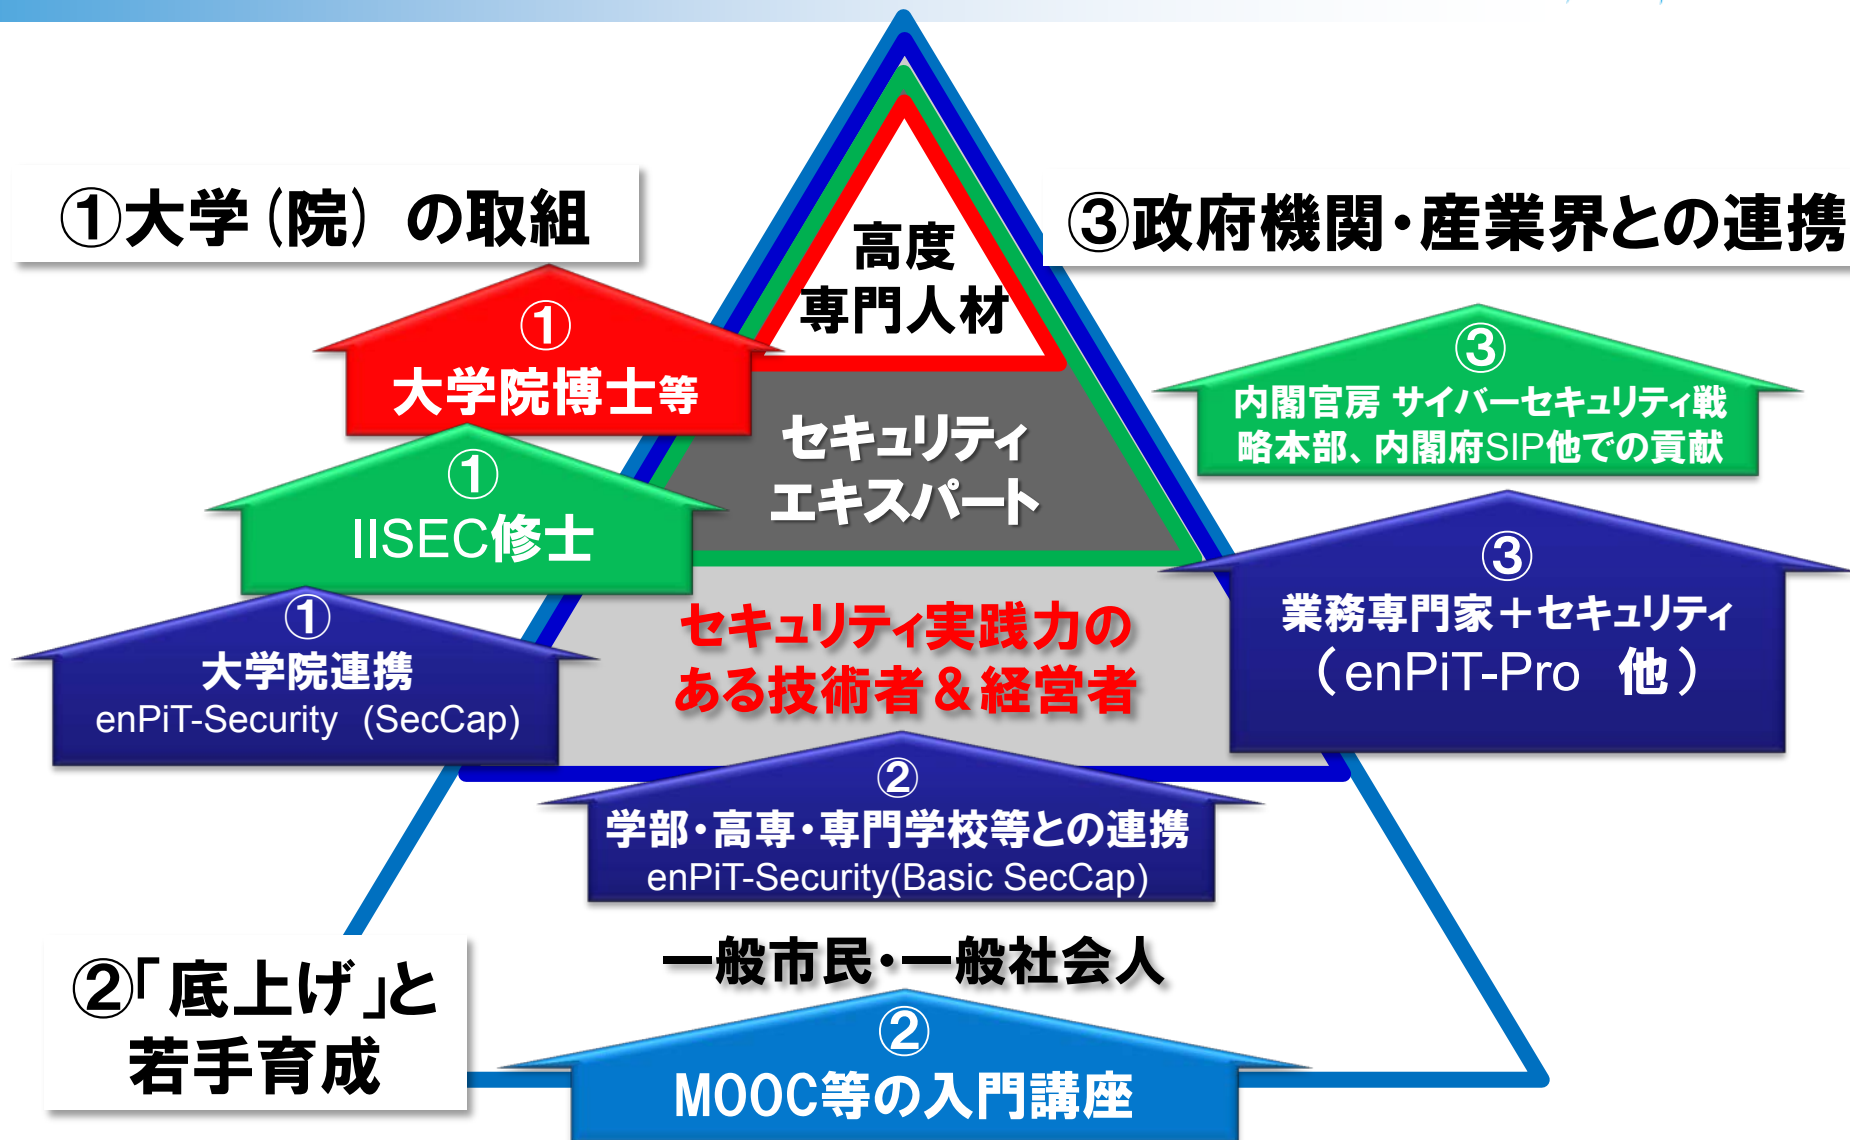 ①大学(院)の取組
③政府機関・産業界との連携
高度
専門人材
①
大学院博士等
③
内閣官房 サイバーセキュリティ戦
略本部、内閣府SIP他での貢献
セキュリティ
エキスパート
①
IISEC修士
③
業務専門家+セキュリティ
(enPiT-Pro 他)
①
大学院連携
enPiT-Security (SecCap)
セキュリティ実践力の
ある技術者&経営者
②
学部・高専・専門学校等との連携
enPiT-Security(Basic SecCap)
一般市民・一般社会人
②「底上げ」と
若手育成
②
MOOC等の入門講座